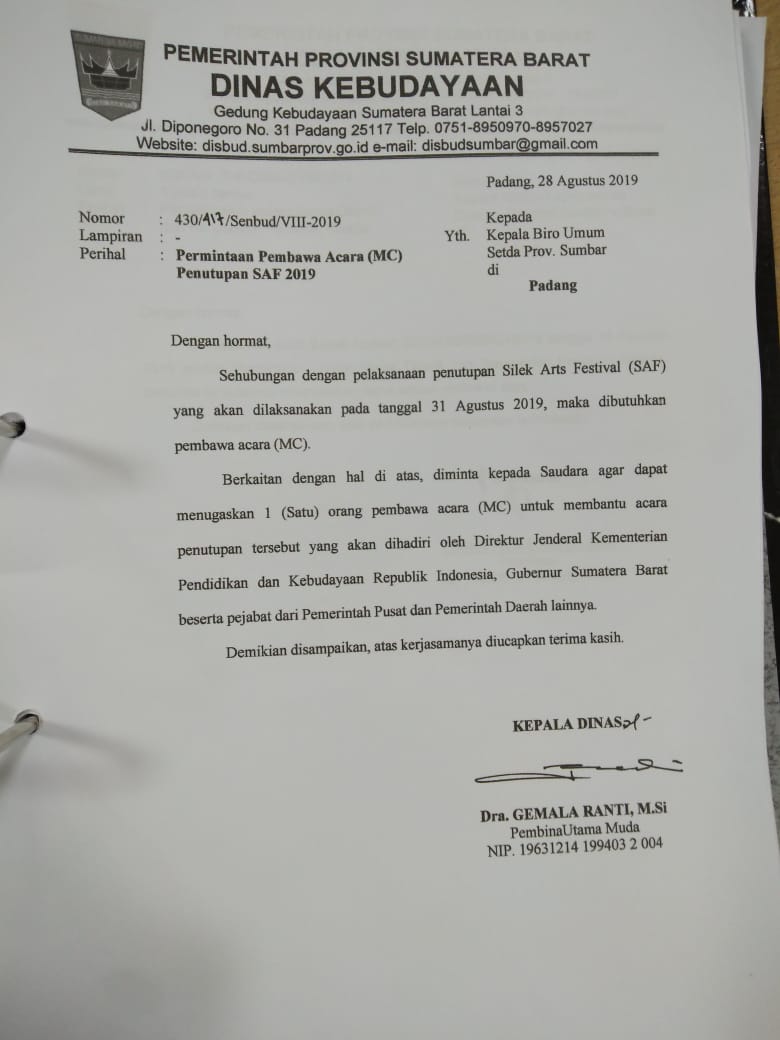 PEMERINTAH PROVINSI SUMATERA BARAT
DINAS KEBUDAYAAN
Gedung Kebudayaan Sumatera Barat Lantai 3
Jl. Diponegoro No. 31 Padang 25117 Telp. 0751-8950970-8957027
Website: disbud.sumbarprov.go.id e-mail: disbudsumbar@gmail.com
Padang, 28 Agustus 2019
Nomor : 430/417/Senbud/VIII-2019
Lampiran : -
Perihal : Permintaan Pembawa Acara (MC)
Penutupan SAF 2019
Kepada
Yth. Kepala Biro Umum
Setda Prov. Sumbar
di
Padang
Dengan hormat,
Sehubungan dengan pelaksanaan penutupan Silek Arts Festival (SAF)
yang akan dilaksanakan pada tanggal 31 Agustus 2019, maka dibutuhkan
pembawa acara (MC).
Berkaitan dengan hal di atas, diminta kepada Saudara agar dapat
menugaskan 1 (Satu) orang pembawa acara (MC) untuk membantu acara
penutupan tersebut yang akan dihadiri oleh Direktur Jenderal Kementerian
Pendidikan dan Kebudayaan Republik Indonesia, Gubernur Sumatera Barat
beserta pejabat dari Pemerintah Pusat dan Pemerintah Daerah lainnya.
Demikian disampaikan, atas kerjasamanya diucapkan terima kasih.
KEPALA DINAS
Dra. GEMALA RANTI, M.Si
PembinaUtama Muda
NIP. 19631214 199403 2 004